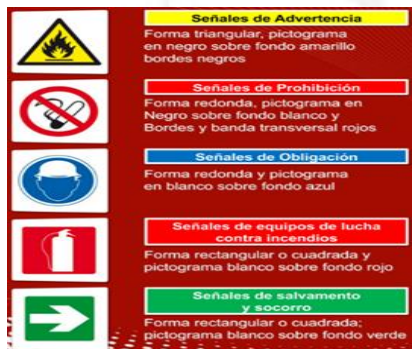 Señales de Advertencia
Forma triangular, pictograma
en negro sobre fondo amarillo
bordes negros
Señales de Prohibición
Forma redonda, pictograma en
Negro sobre fondo blanco y
Bordes y banda transversal rojos
Señales de Obligación
Forma redonda y pictograma
en blanco sobre fondo azul
Señales de equipos de lucha
contra incendios
Forma rectangular o cuadrada y
pictograma blanco sobre fondo rojo
Señales de salvamento
y socorro
Forma rectangular o cuadrada;
pictograma blanco sobre fondo verde